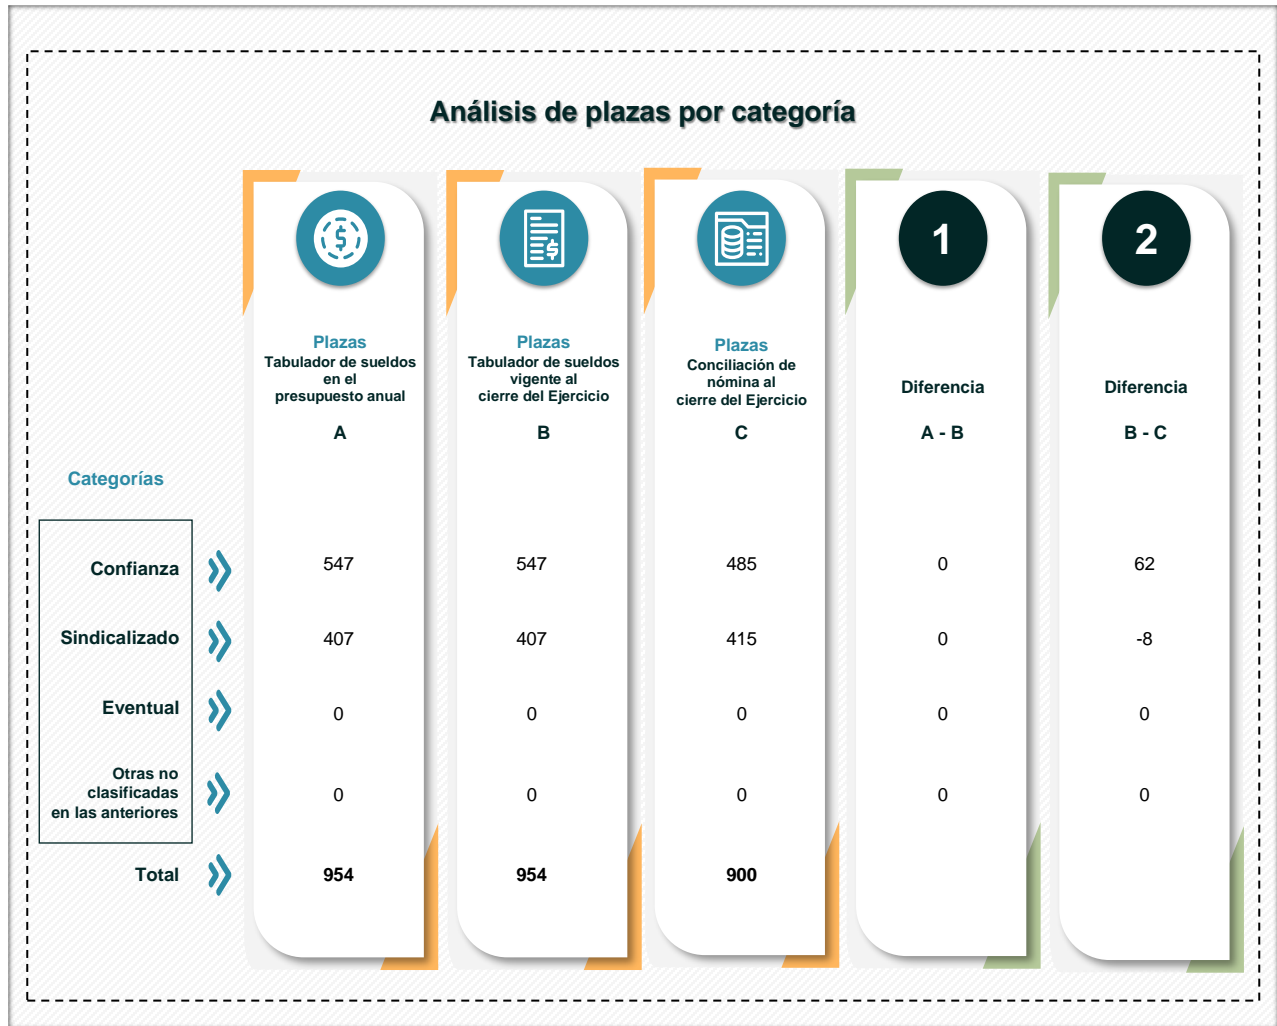 Análisis de plazas por categoría
1
2
Plazas
Tabulador de sueldos
en el
presupuesto anual
A
Plazas
Tabulador de sueldos
vigente al
cierre del Ejercicio
B
Plazas
Conciliación de
nómina al
cierre del Ejercicio
C
Diferencia
A - B
Diferencia
B - C
Categorías
Confianza 547 547 485 0 62
Sindicalizado 407 407 415 0 -8
Eventual 0 0 0 0 0
Otras no
clasificadas
en las anteriores 0 0 0 0 0
Total 954 954 900